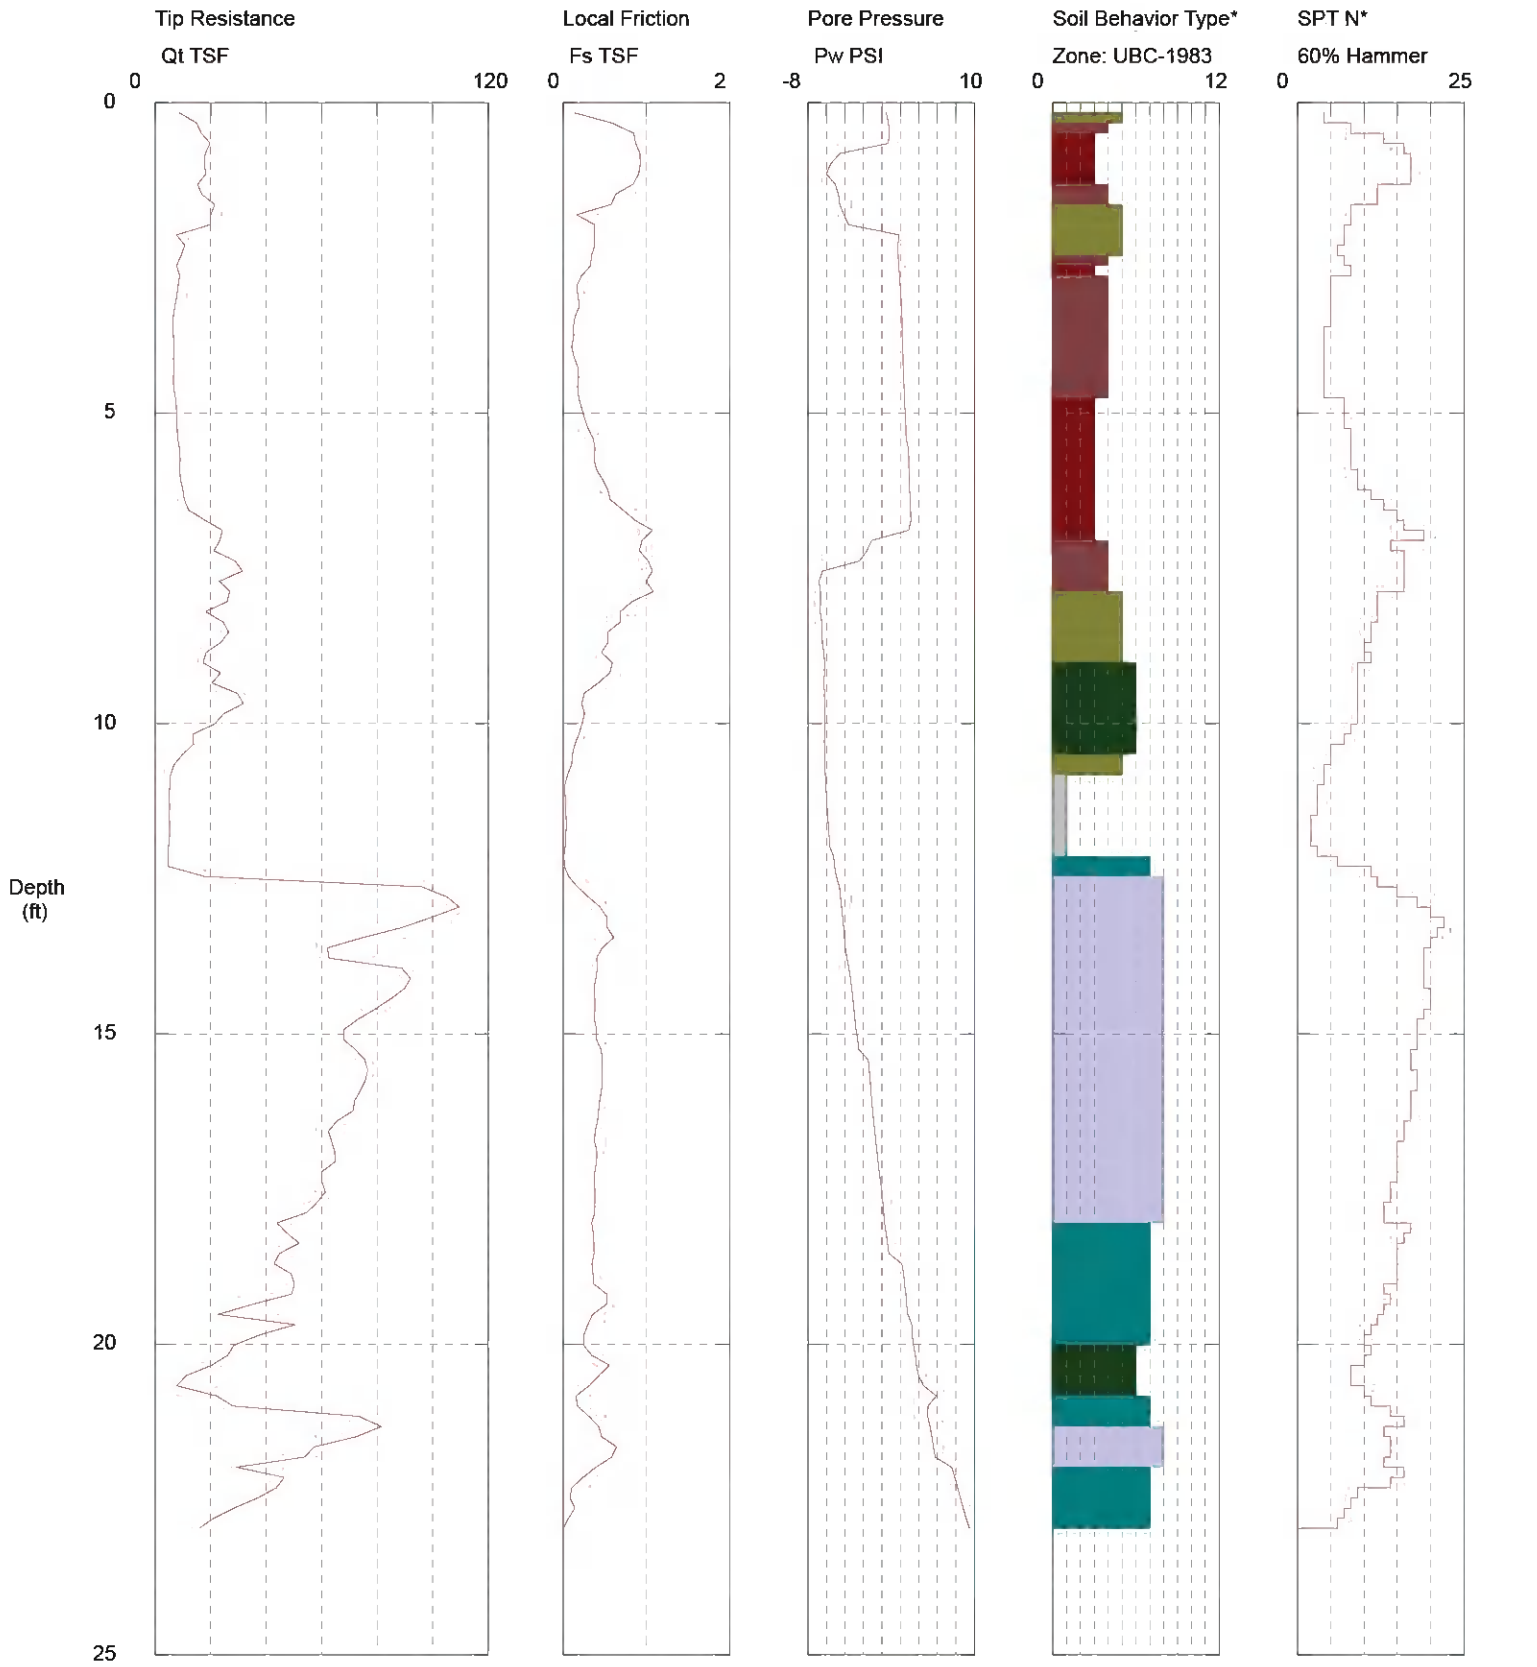 Tip Resistance
Qt TSF
0 120
Local Friction
Fs TSF
0 2
Pore Pressure
Pw PSI
-8 10
Soil Behavior Type*
Zone: UBC-1983
0 12
SPT N*
60% Hammer
0 25
0
5
10
15
20
25
Depth
(ft)